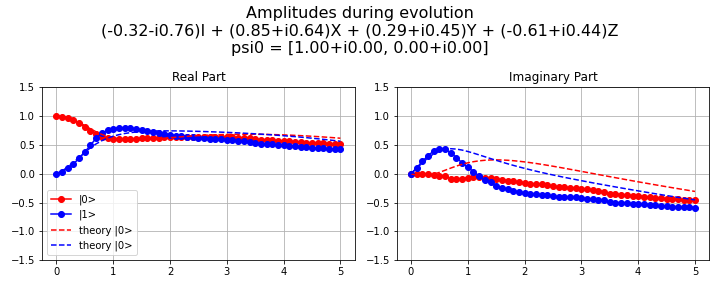 Amplitudes during evolution
(-0.32-i0.76)I + (0.85+i0.64)X + (0.29+i0.45)Y + (-0.61+i0.44)Z
psi0 = [1.00+i0.00, 0.00+i0.00]
Real Part
1.5
1.0
0.5
0.0
−0.5
−1.0
−1.5
|0>
|1>
theory |0>
theory |0>
0 1 2 3 4 5
Imaginary Part
1.5
1.0
0.5
0.0
−0.5
−1.0
−1.5
0 1 2 3 4 5